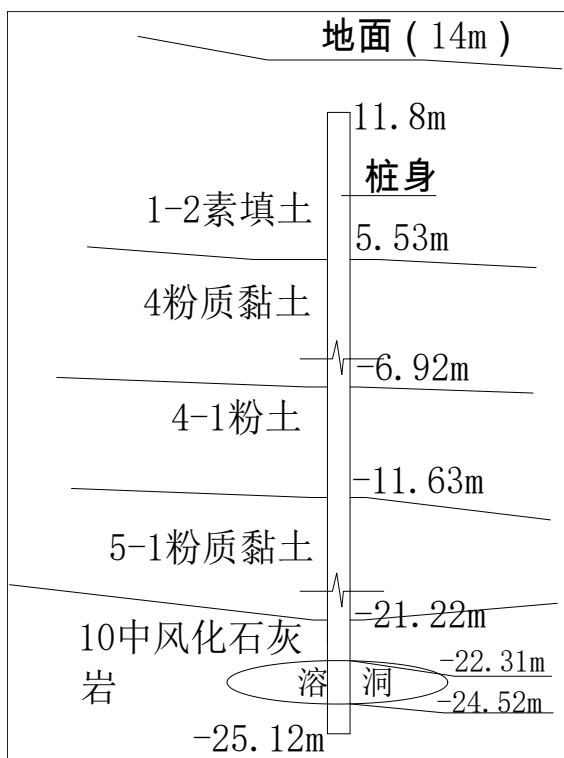 地面（14m）
11.8m
桩身
1-2素填土
5.53m
4粉质黏土
-6.92m
4-1粉土
-11.63m
5-1粉质黏土
-21.22m
10中风化石灰
岩
-22.31m
溶 洞
-24.52m
-25.12m